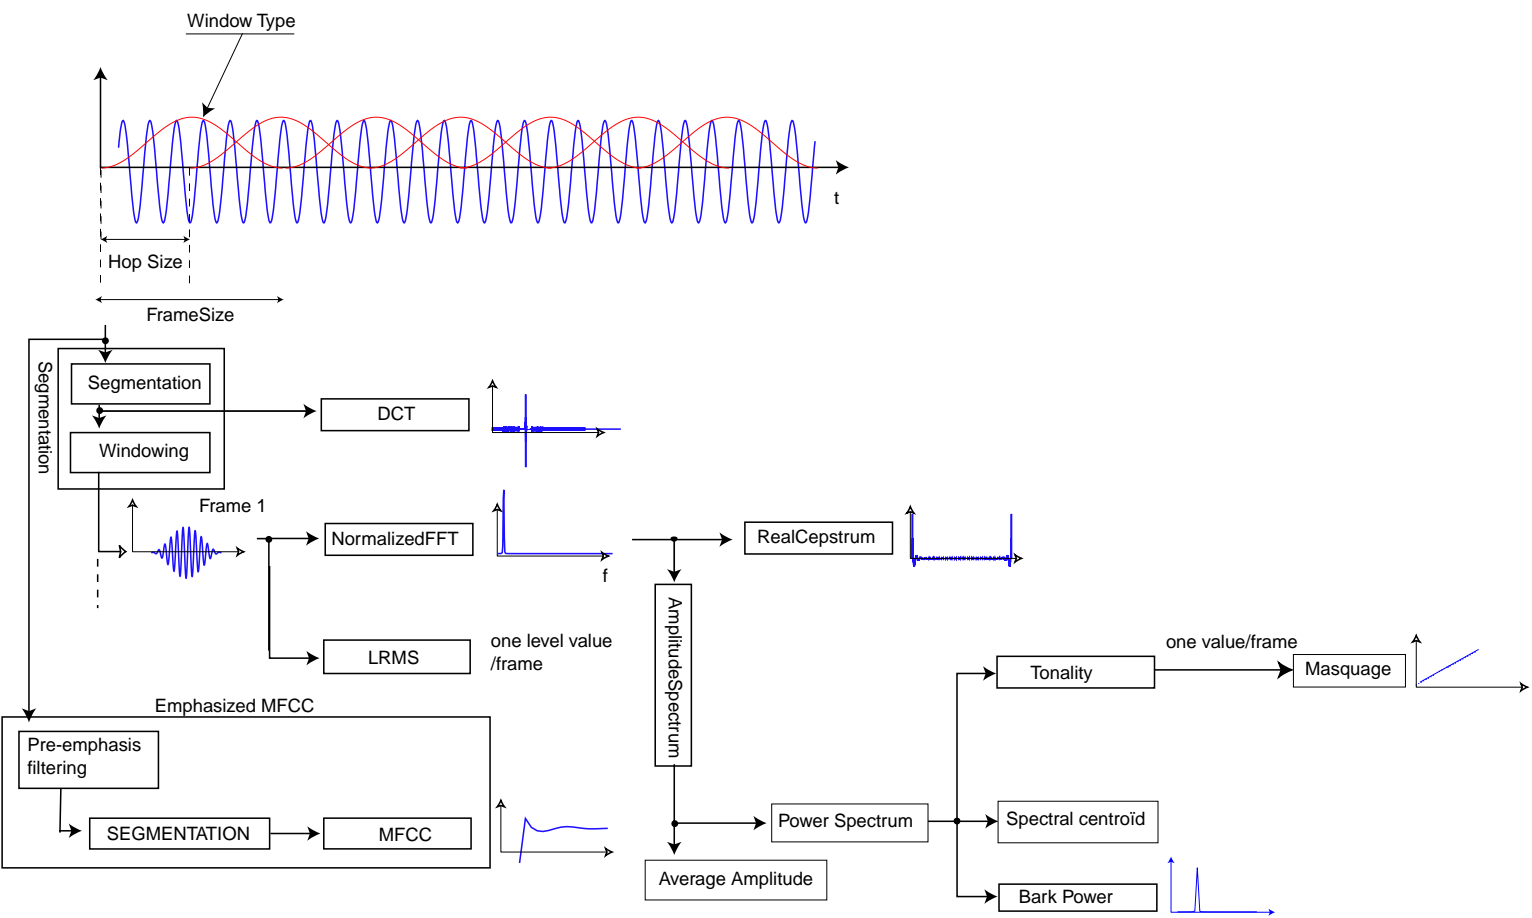 Window Type
t
Hop Size
FrameSize
Segmentation
Segmentation
DCT
Windowing
Frame 1
NormalizedFFT
f
RealCepstrum
AmplitudeSpectrum
LRMS
one level value
/frame
one value/frame
Tonality
Masquage
Emphasized MFCC
Pre-emphasis
filtering
SEGMENTATION
MFCC
Power Spectrum
Spectral centroïd
Average Amplitude
Bark Power